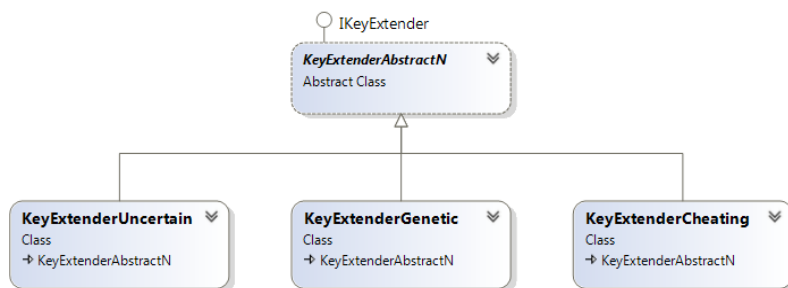 IKeyExtender
KeyExtenderAbstractN
Abstract Class
KeyExtenderUncertain
Class
KeyExtenderAbstractN
KeyExtenderGenetic
Class
KeyExtenderAbstractN
KeyExtenderCheating
Class
KeyExtenderAbstractN